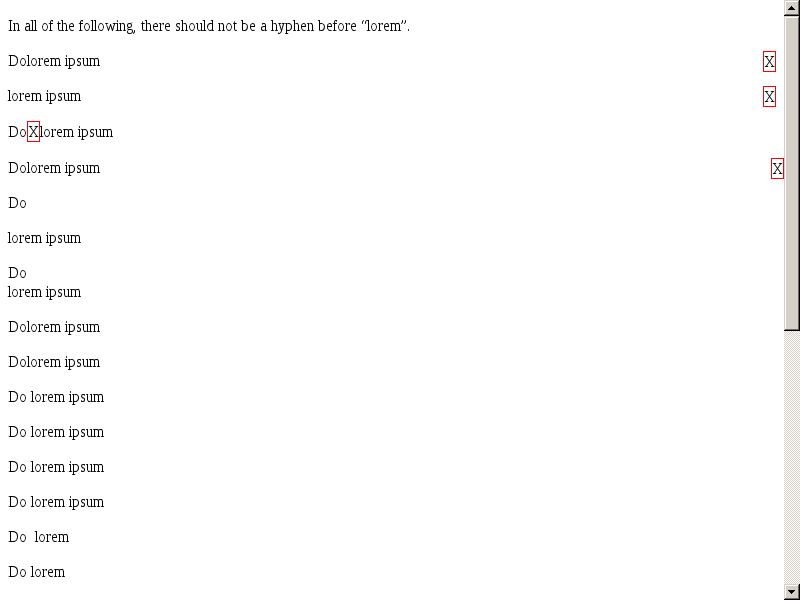 In all of the following, there should not be a hyphen before “lorem”.
Dolorem ipsum X
lorem ipsum X
DoXlorem ipsum
Dolorem ipsum X
Do
lorem ipsum
Do
lorem ipsum
Dolorem ipsum
Dolorem ipsum
Do lorem ipsum
Do lorem ipsum
Do lorem ipsum
Do lorem ipsum
Do  lorem
Do lorem